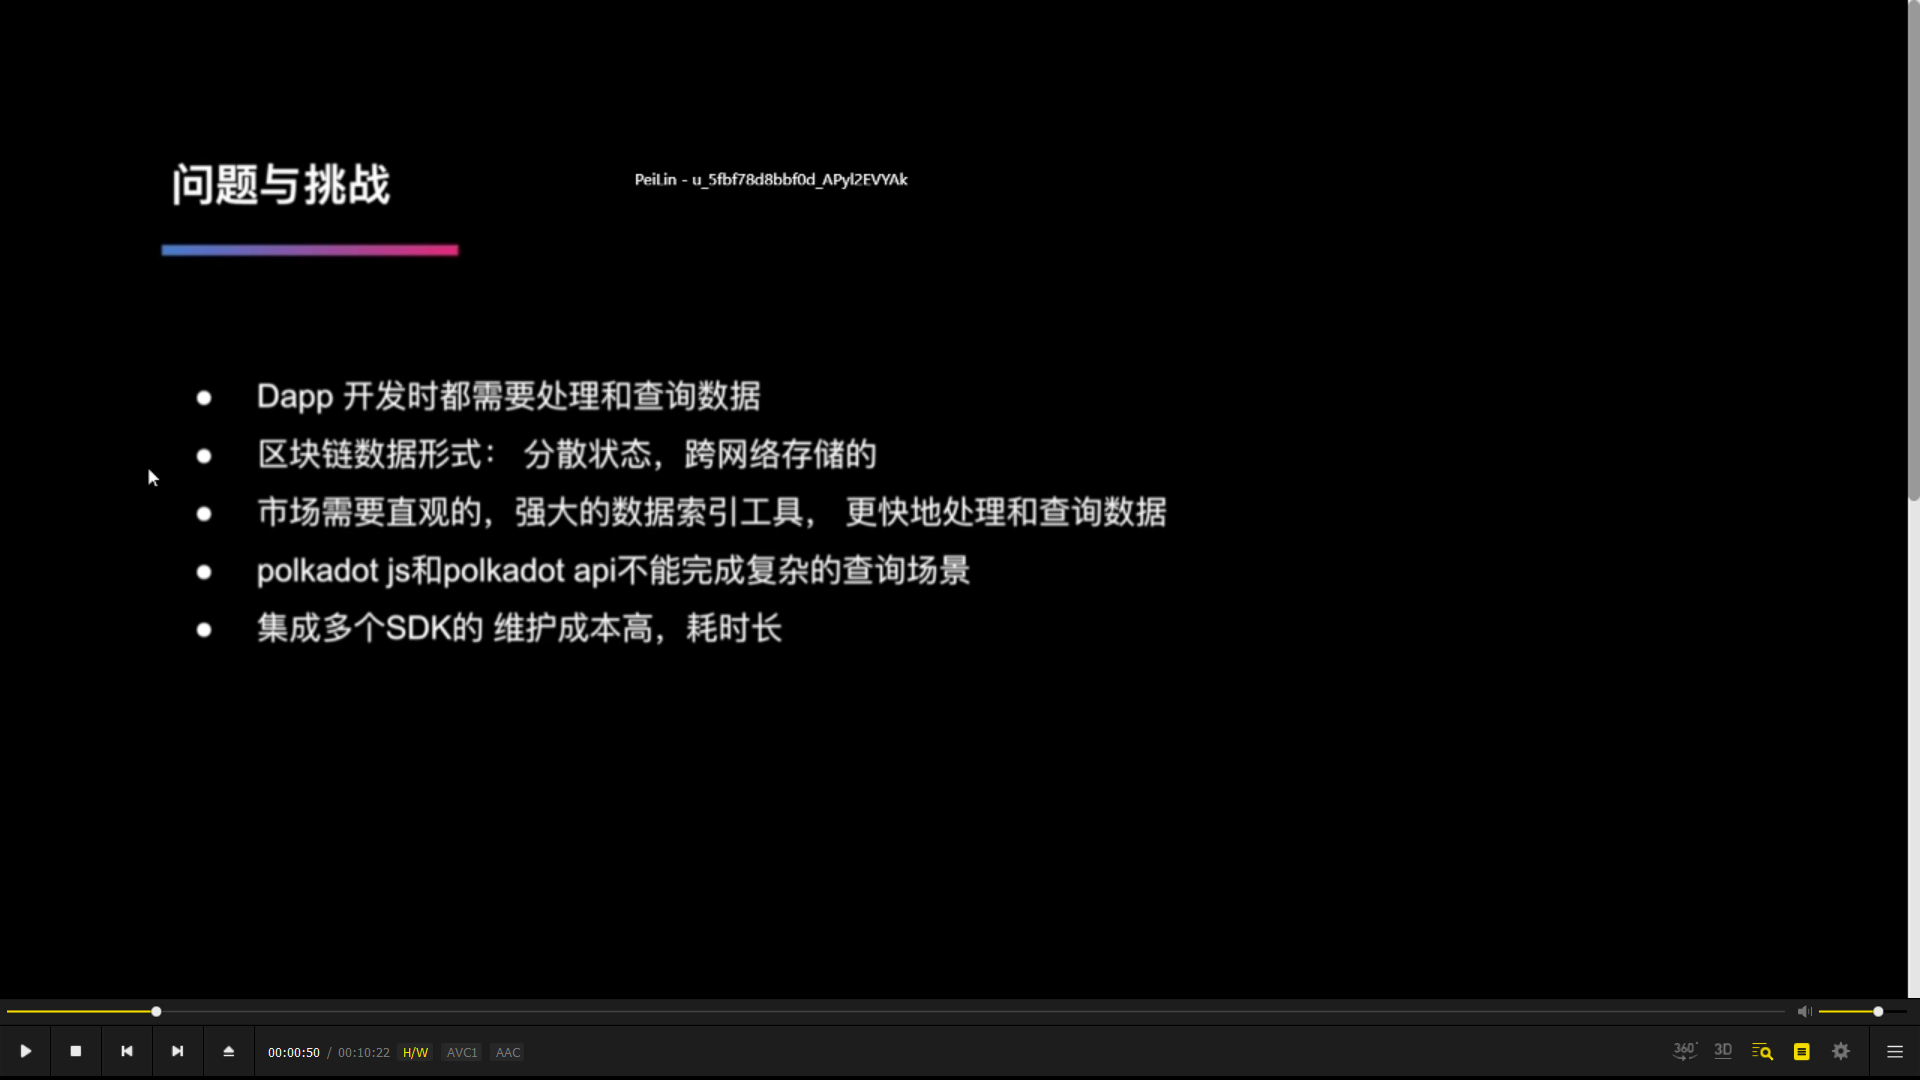 问题与挑战
PeiLin - u_5fbf78d8bbf0d_APyl2EVYAk
● Dapp 开发时都需要处理和查询数据
● 区块链数据形式： 分散状态，跨网络存储的
● 市场需要直观的，强大的数据索引工具， 更快地处理和查询数据
● polkadot js和polkadot api不能完成复杂的查询场景
● 集成多个SDK的 维护成本高，耗时长
00:00:50 / 00:10:22 H/W AVC1 AAC
360° 3D